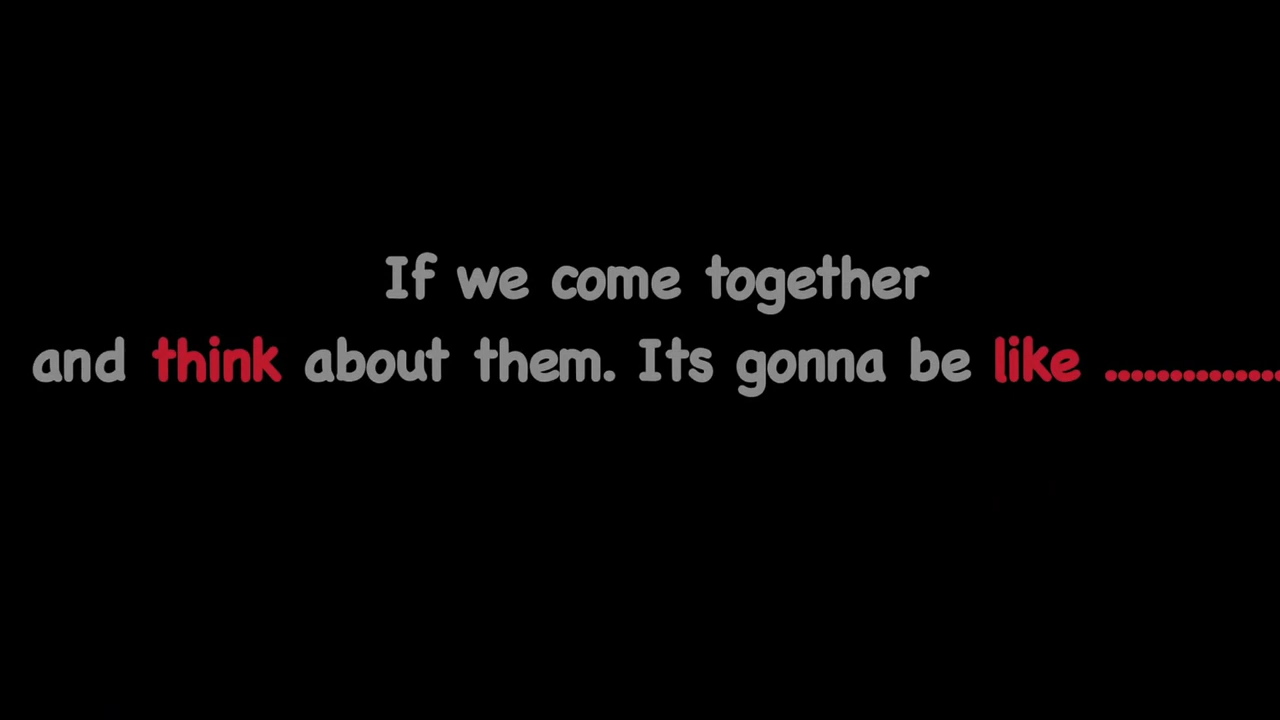 If we come together
and think about them. Its gonna be like ..............